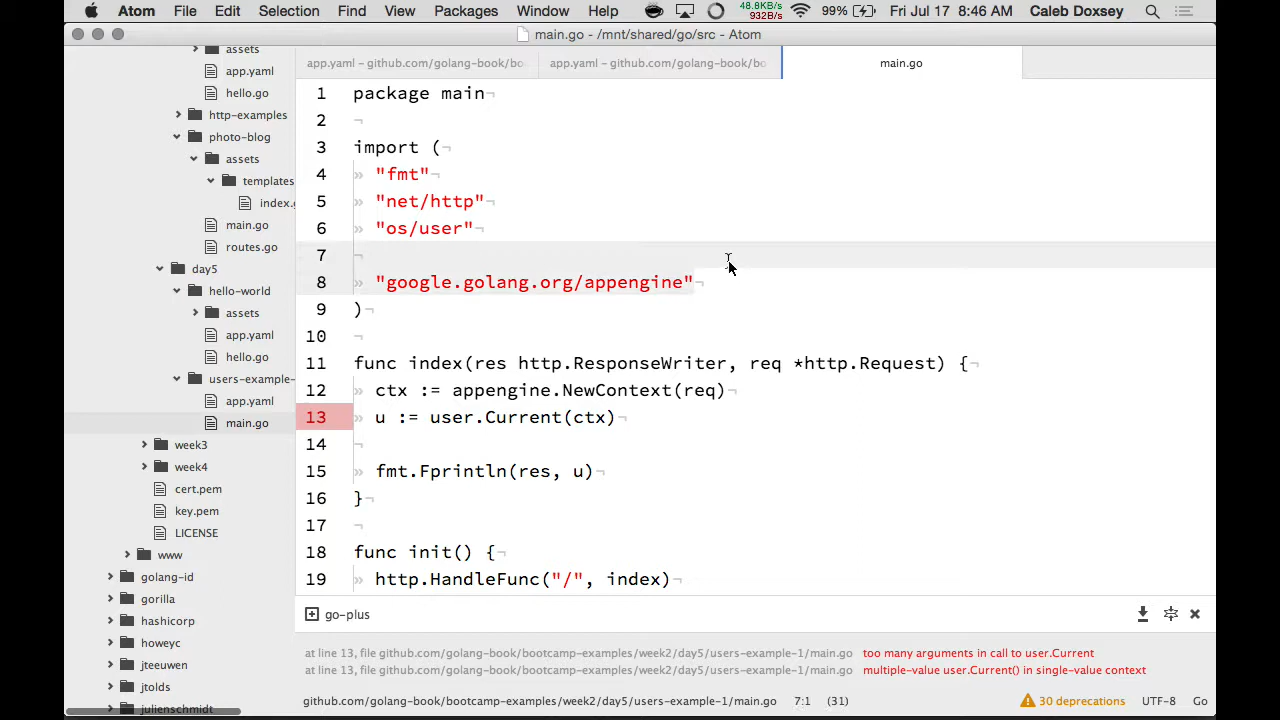 Atom File Edit Selection Find View Packages Window Help 48.8KB/s 932B/s 99% Fri Jul 17 8:46 AM Caleb Doxsey
main.go - /mnt/shared/go/src - Atom
app.yaml – github.com/golang-book/bo app.yaml – github.com/golang-book/bo main.go
assets
app.yaml
hello.go
http-examples
photo-blog
assets
templates
index.
main.go
routes.go
day5
hello-world
assets
app.yaml
hello.go
users-example-
app.yaml
main.go
week3
week4
cert.pem
key.pem
LICENSE
www
golang-id
gorilla
hashicorp
howeyc
jteeuwen
jtolds
julienschmidt
1 package main¬
2 ¬
3 import (¬
4 » "fmt"¬
5 » "net/http"¬
6 » "os/user"¬
7 ¬
8 » "google.golang.org/appengine"¬
9 )¬
10 ¬
11 func index(res http.ResponseWriter, req *http.Request) {¬
12 » ctx := appengine.NewContext(req)¬
13 » u := user.Current(ctx)¬
14 ¬
15 » fmt.Fprintln(res, u)¬
16 }¬
17 ¬
18 func init() {¬
19 » http.HandleFunc("/", index)¬
go-plus
at line 13, file github.com/golang-book/bootcamp-examples/week2/day5/users-example-1/main.go too many arguments in call to user.Current
at line 13, file github.com/golang-book/bootcamp-examples/week2/day5/users-example-1/main.go multiple-value user.Current() in single-value context
github.com/golang-book/bootcamp-examples/week2/day5/users-example-1/main.go 7:1 (31) 30 deprecations UTF-8 Go